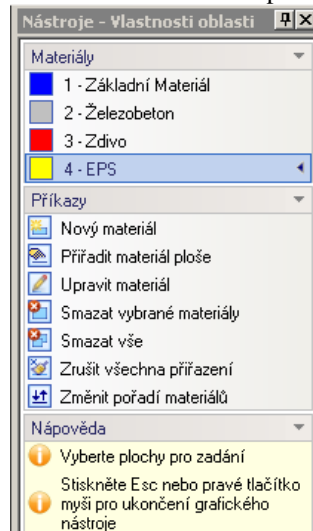 Nástroje - Vlastnosti oblasti
Materiály
1 - Základní Materiál
2 - Železobeton
3 - Zdivo
4 - EPS
Příkazy
Nový materiál
Přiřadit materiál ploše
Upravit materiál
Smazat vybrané materiály
Smazat vše
Zrušit všechna přiřazení
Změnit pořadí materiálů
Nápověda
Vyberte plochy pro zadání
Stiskněte Esc nebo pravé tlačítko
myši pro ukončení grafického
nástroje